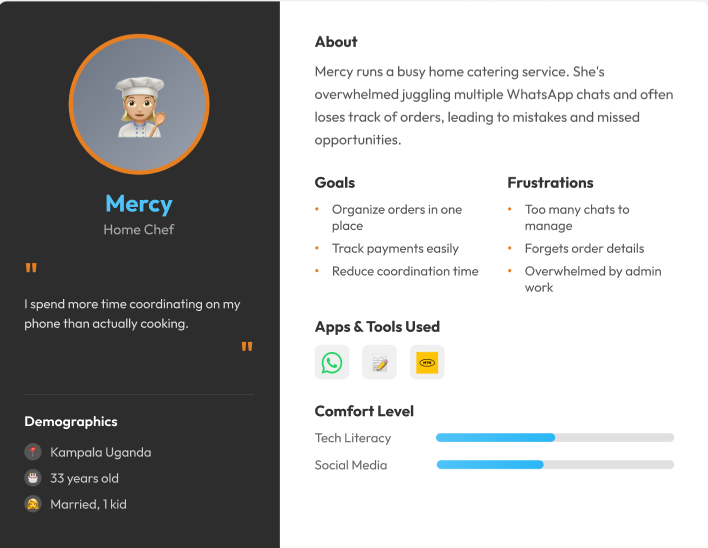 Mercy
Home Chef
"
I spend more time coordinating on my
phone than actually cooking.
"
Demographics
Kampala Uganda
33 years old
Married, 1 kid
About
Mercy runs a busy home catering service. She's
overwhelmed juggling multiple WhatsApp chats and often
loses track of orders, leading to mistakes and missed
opportunities.
Goals
• Organize orders in one
place
• Track payments easily
• Reduce coordination time
Frustrations
• Too many chats to
manage
• Forgets order details
• Overwhelmed by admin
work
Apps & Tools Used
MTN
Comfort Level
Tech Literacy
Social Media